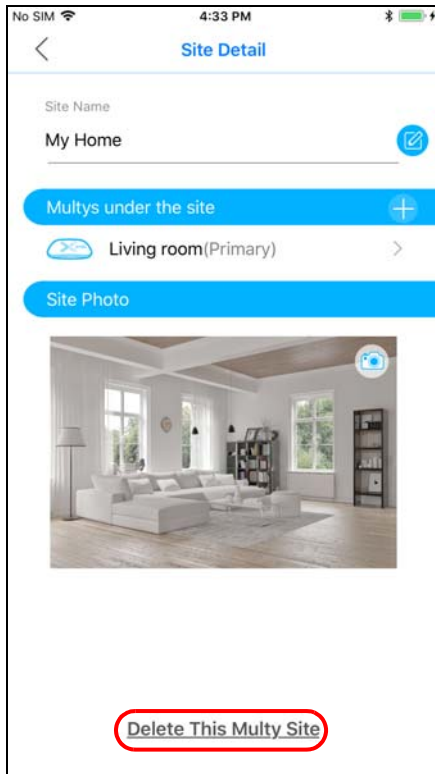 No SIM 4:33 PM
Site Detail
Site Name
My Home
Multys under the site
Living room(Primary)
Site Photo
Delete This Multy Site